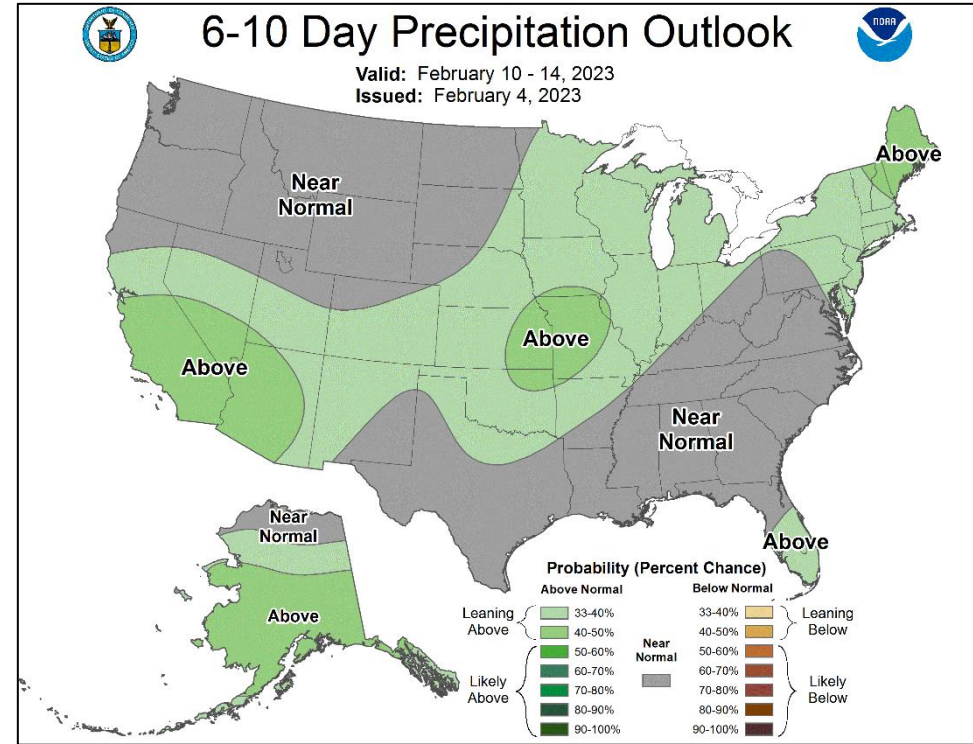 6-10 Day Precipitation Outlook
NOAA
Valid: February 10 - 14, 2023
Issued: February 4, 2023
Near
Normal
Above
Above
Above
Near
Normal
Above
Near
Normal
Above
Probability (Percent Chance)
Above Normal
Below Normal
Leaning
Above
33-40%
40-50%
Likely
Above
50-60%
60-70%
70-80%
80-90%
90-100%
Near
Normal
33-40%
40-50%
Leaning
Below
50-60%
60-70%
70-80%
80-90%
90-100%
Likely
Below